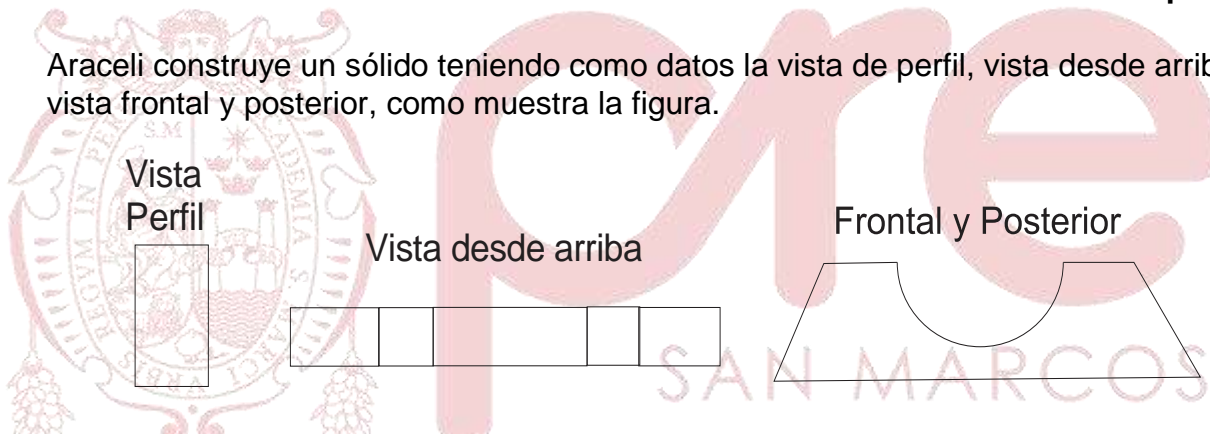 Araceli construye un sólido teniendo como datos la vista de perfil, vista desde
vista frontal y posterior, como muestra la figura.
Vista
Perfil
Vista desde arriba
Frontal y Posterior
S.M
SAN MARCOS
pre